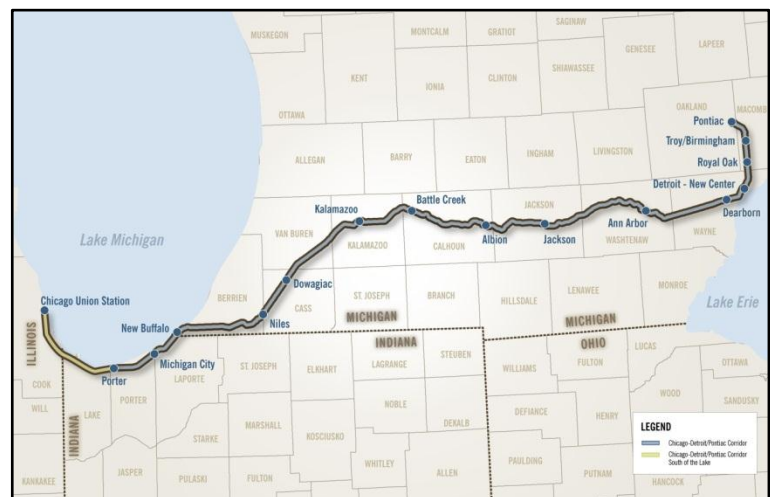 MUSKEGON
MONTCALM
GRATIOT
SAGINAW
GENESEE
LAPEER
KENT
IONIA
CLINTON
SHIAWASSEE
OTTAWA
OAKLAND
MACOMB
Pontiac
Troy/Birmingham
Royal Oak
Detroit - New Center
Dearborn
ALLEGAN
BARRY
EATON
INGHAM
LIVINGSTON
Kalamazoo
Battle Creek
JACKSON
Ann Arbor
VAN BUREN
KALAMAZOO
CALHOUN
Albion
Jackson
WASHTENAW
WAYNE
Lake Michigan
Dowagiac
Chicago Union Station
BERRIEN
CASS
ST. JOSEPH
BRANCH
HILLSDALE
LENAWEE
MONROE
Lake Erie
New Buffalo
Niles
MICHIGAN
MICHIGAN
ILLINOIS
INDIANA
OHIO
Michigan City
Porter
COOK
WILL
LAKE
PORTER
LAPORTE
ST. JOSEPH
ELKHART
LAGRANGE
STEUBEN
WILLIAMS
FULTON
LUCAS
OTTAWA
NOBLE
DEKALB
DEFIANCE
HENRY
WOOD
SANDUSKY
INDIANA
STARKE
MARSHALL
KOSCIUSKO
KANKAKEE
JASPER
PULASKI
FULTON
WHITLEY
ALLEN
PAULDING
PUTNAM
HANCOCK
LEGEND
Chicago-Detroit/Pontiac Corridor
Chicago-Detroit/Pontiac Corridor
South of the Lake